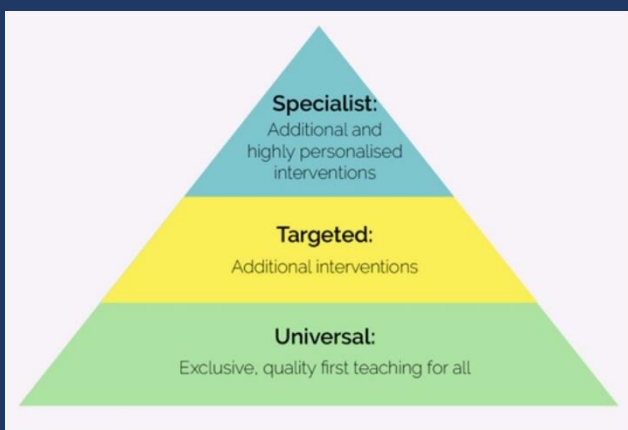 Specialist:
Additional and
highly personalised
interventions
Targeted:
Additional interventions
Universal:
Exclusive, quality first teaching for all